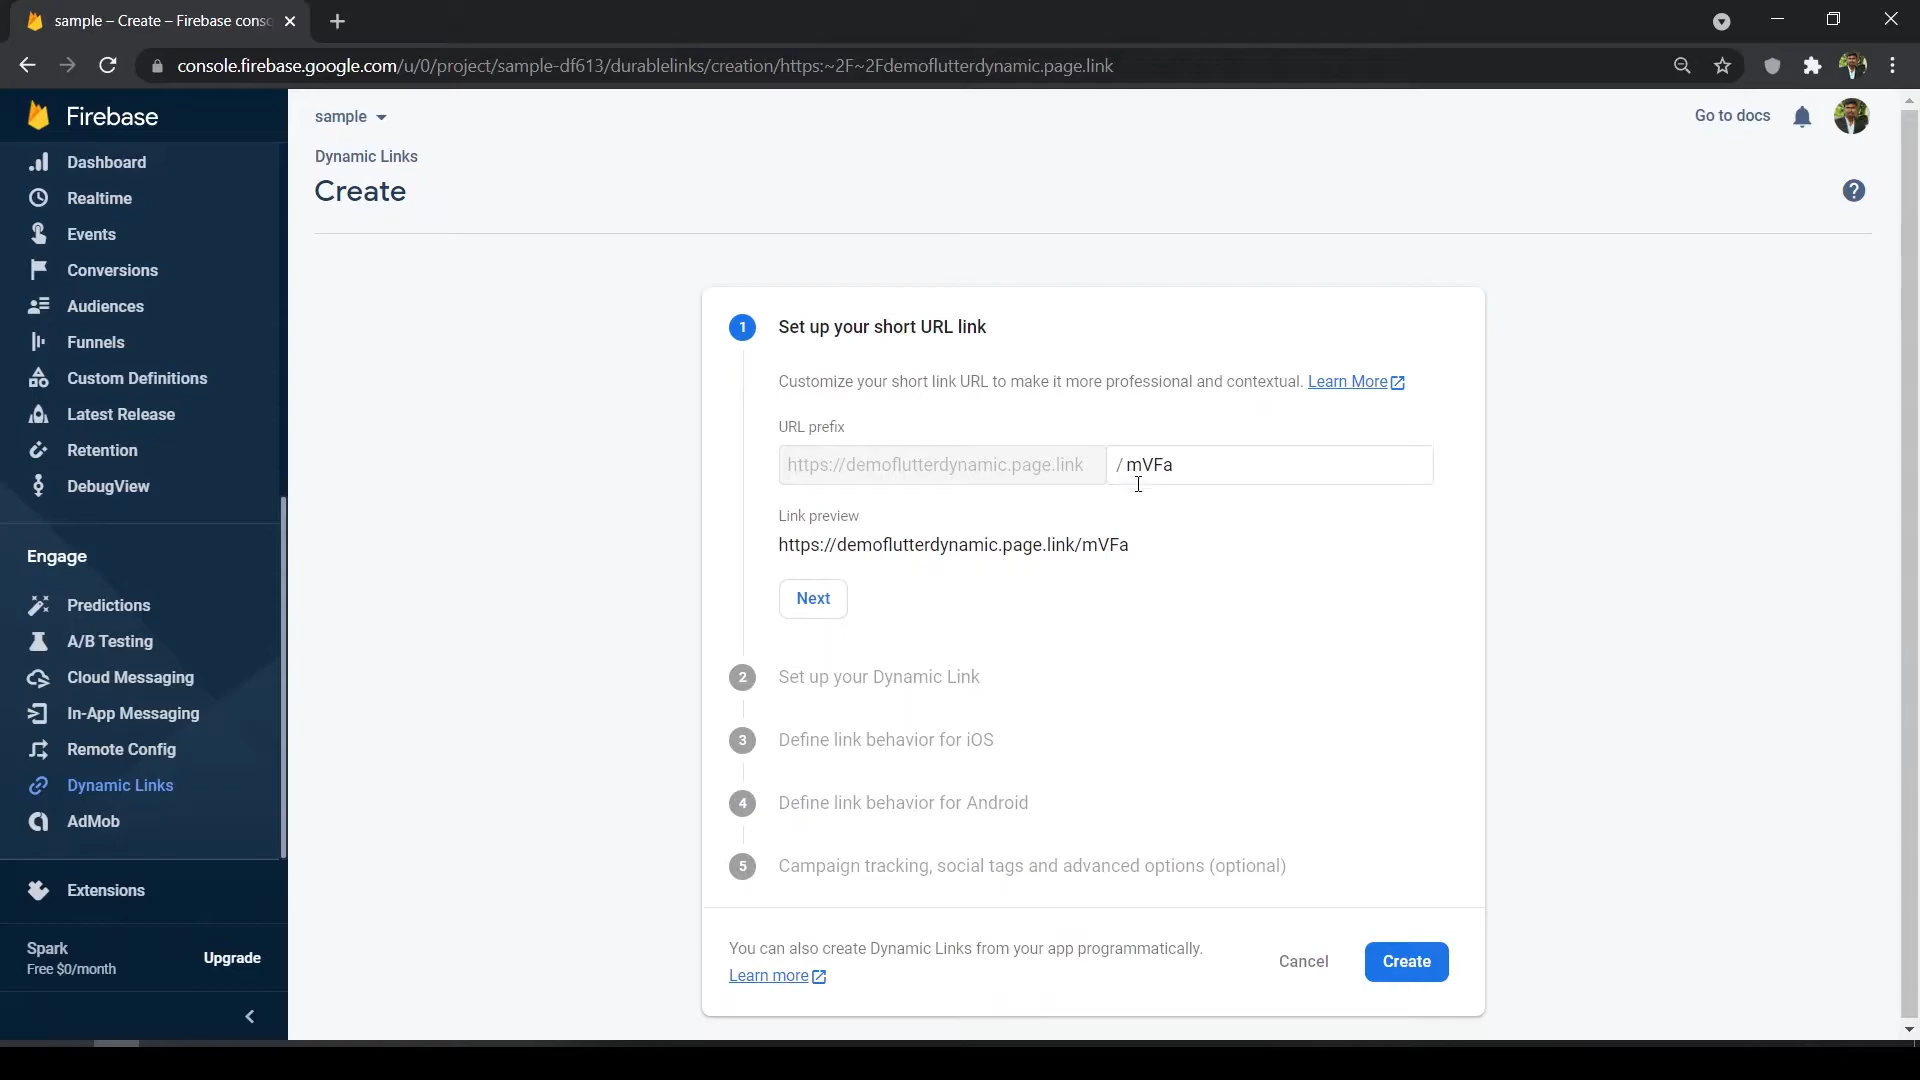 sample – Create – Firebase conso
console.firebase.google.com/u/0/project/sample-df613/durablelinks/creation/https:~2F~2Fdemoflutterdynamic.page.link
Firebase
Dashboard
Realtime
Events
Conversions
Audiences
Funnels
Custom Definitions
Latest Release
Retention
DebugView
Engage
Predictions
A/B Testing
Cloud Messaging
In-App Messaging
Remote Config
Dynamic Links
AdMob
Extensions
Spark
Free $0/month
Upgrade
sample
Go to docs
Dynamic Links
Create
?
1 Set up your short URL link
Customize your short link URL to make it more professional and contextual. Learn More
URL prefix
https://demoflutterdynamic.page.link / mVFa
Link preview
https://demoflutterdynamic.page.link/mVFa
Next
2 Set up your Dynamic Link
3 Define link behavior for iOS
4 Define link behavior for Android
5 Campaign tracking, social tags and advanced options (optional)
You can also create Dynamic Links from your app programmatically.
Learn more
Cancel
Create